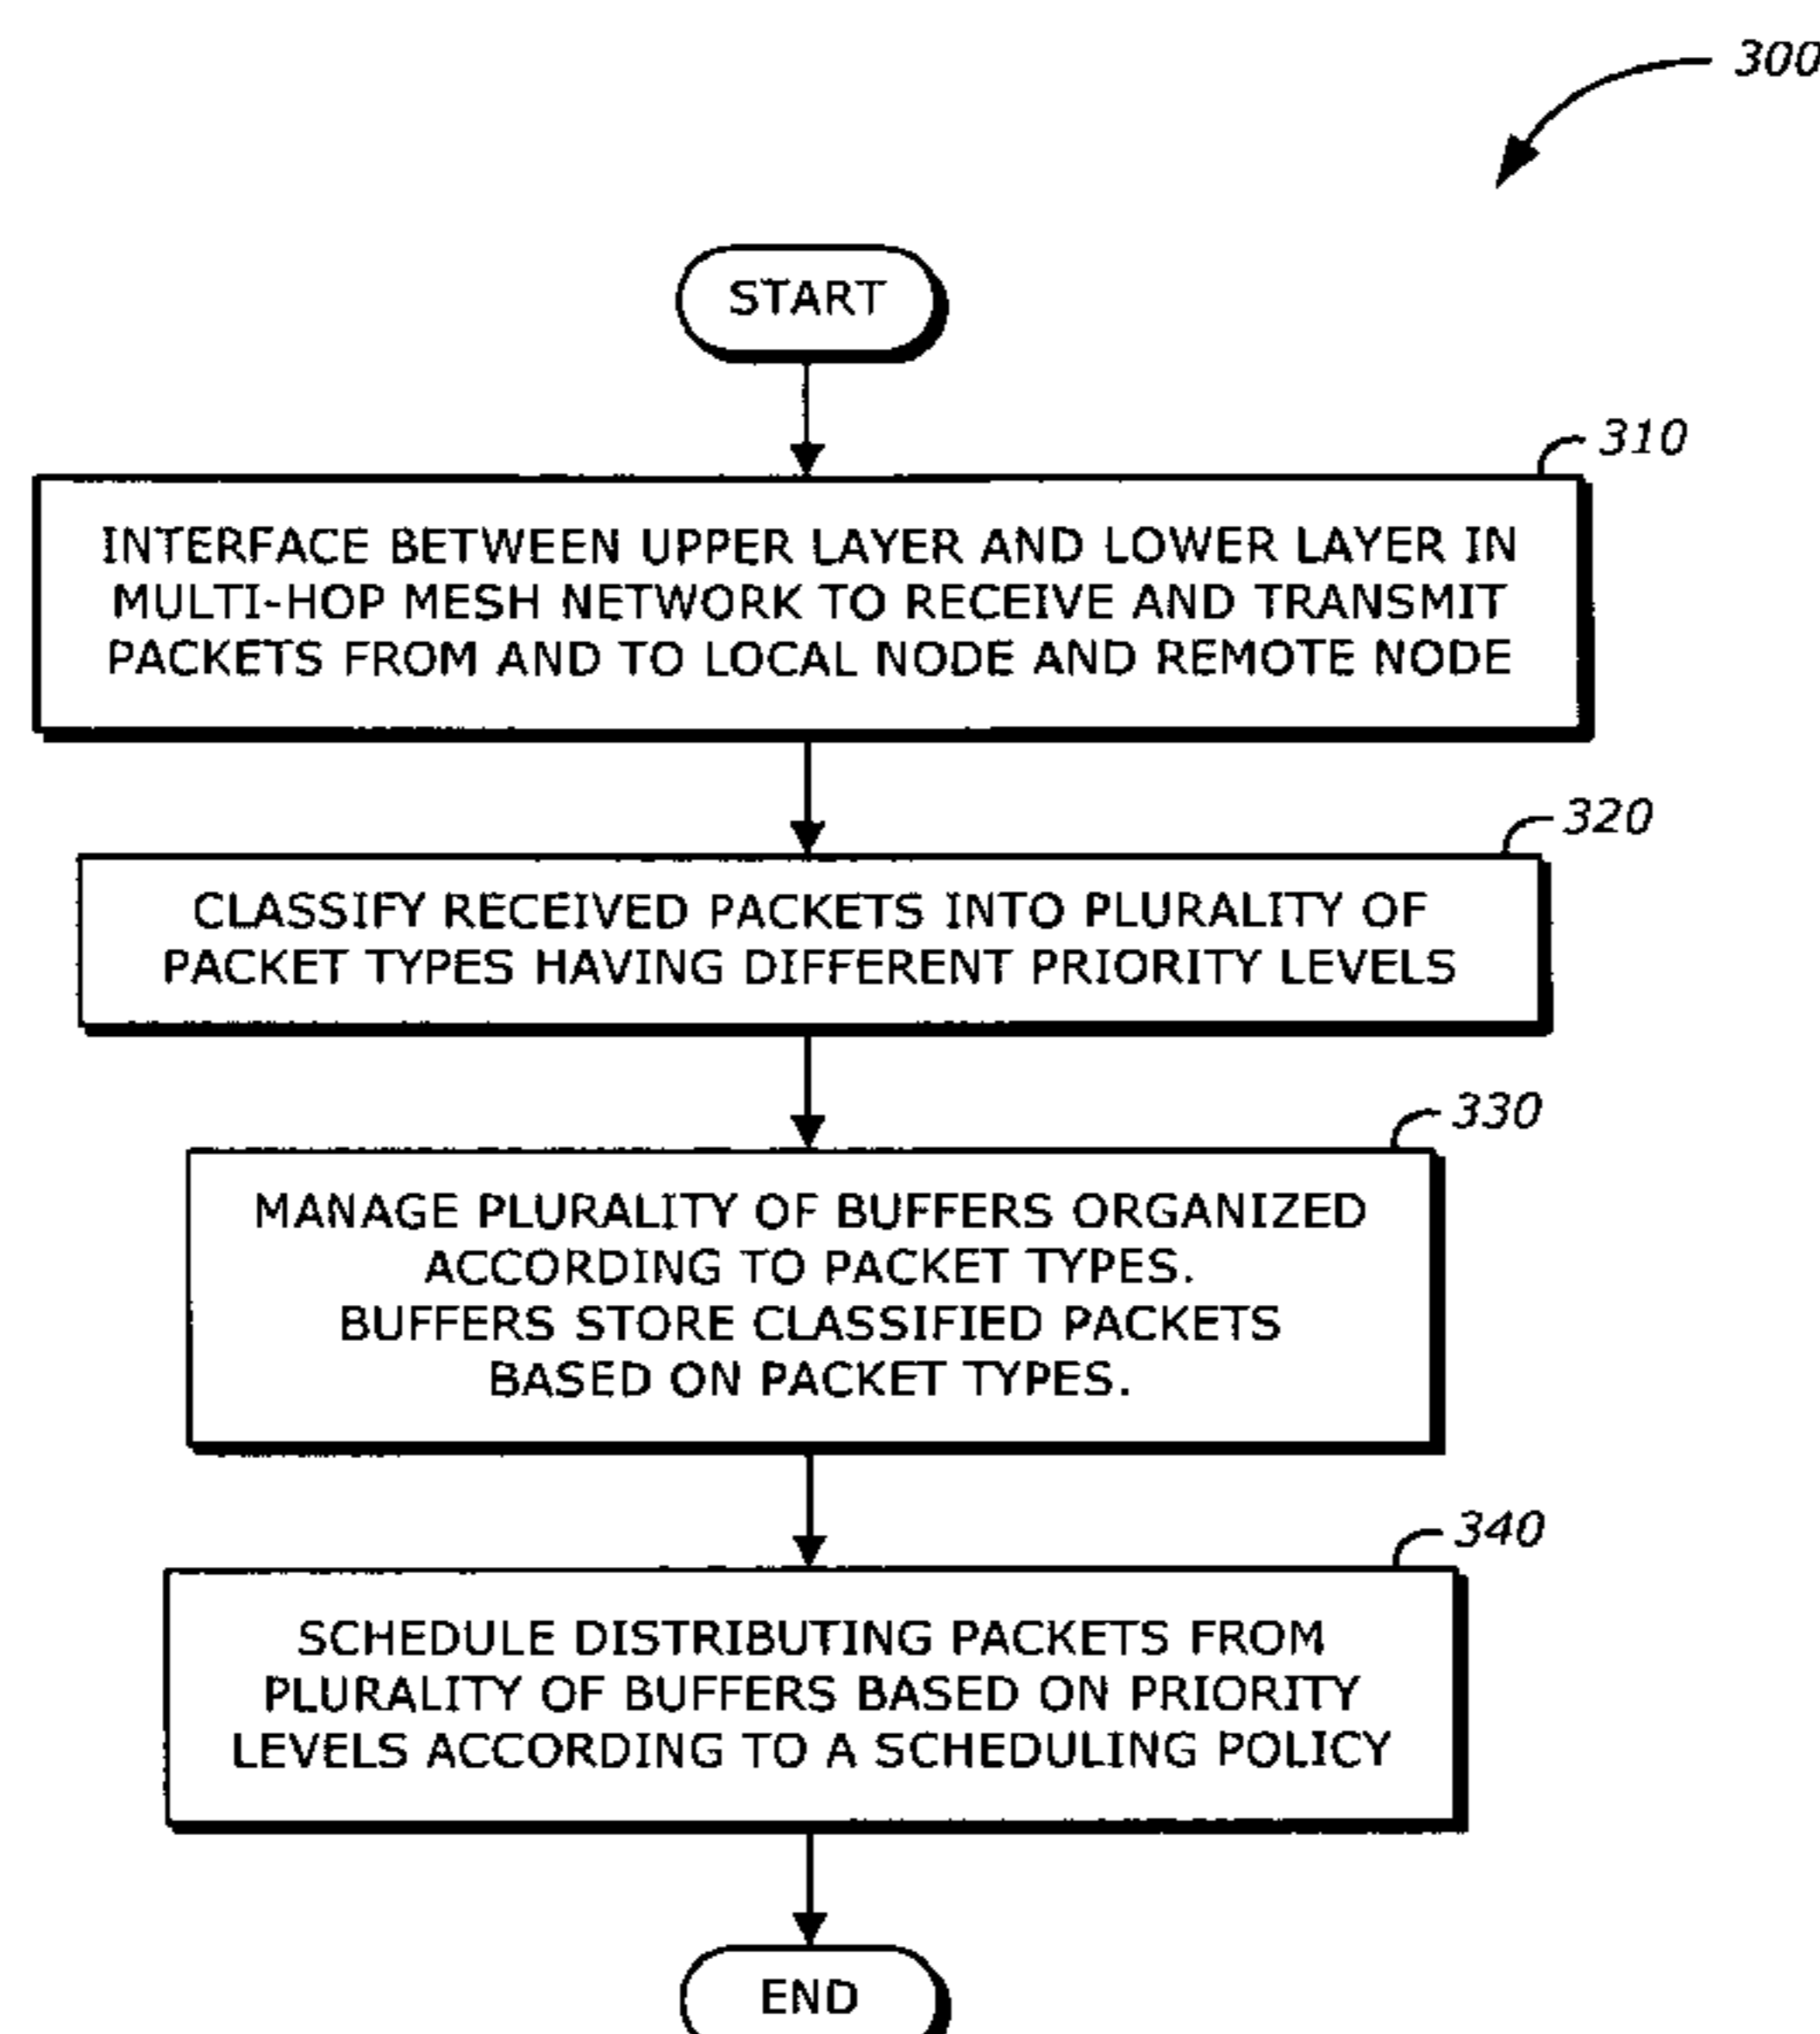 300
START
310
INTERFACE BETWEEN UPPER LAYER AND LOWER LAYER IN
MULTI-HOP MESH NETWORK TO RECEIVE AND TRANSMIT
PACKETS FROM AND TO LOCAL NODE AND REMOTE NODE
320
CLASSIFY RECEIVED PACKETS INTO PLURALITY OF
PACKET TYPES HAVING DIFFERENT PRIORITY LEVELS
330
MANAGE PLURALITY OF BUFFERS ORGANIZED
ACCORDING TO PACKET TYPES.
BUFFERS STORE CLASSIFIED PACKETS
BASED ON PACKET TYPES.
340
SCHEDULE DISTRIBUTING PACKETS FROM
PLURALITY OF BUFFERS BASED ON PRIORITY
LEVELS ACCORDING TO A SCHEDULING POLICY
END